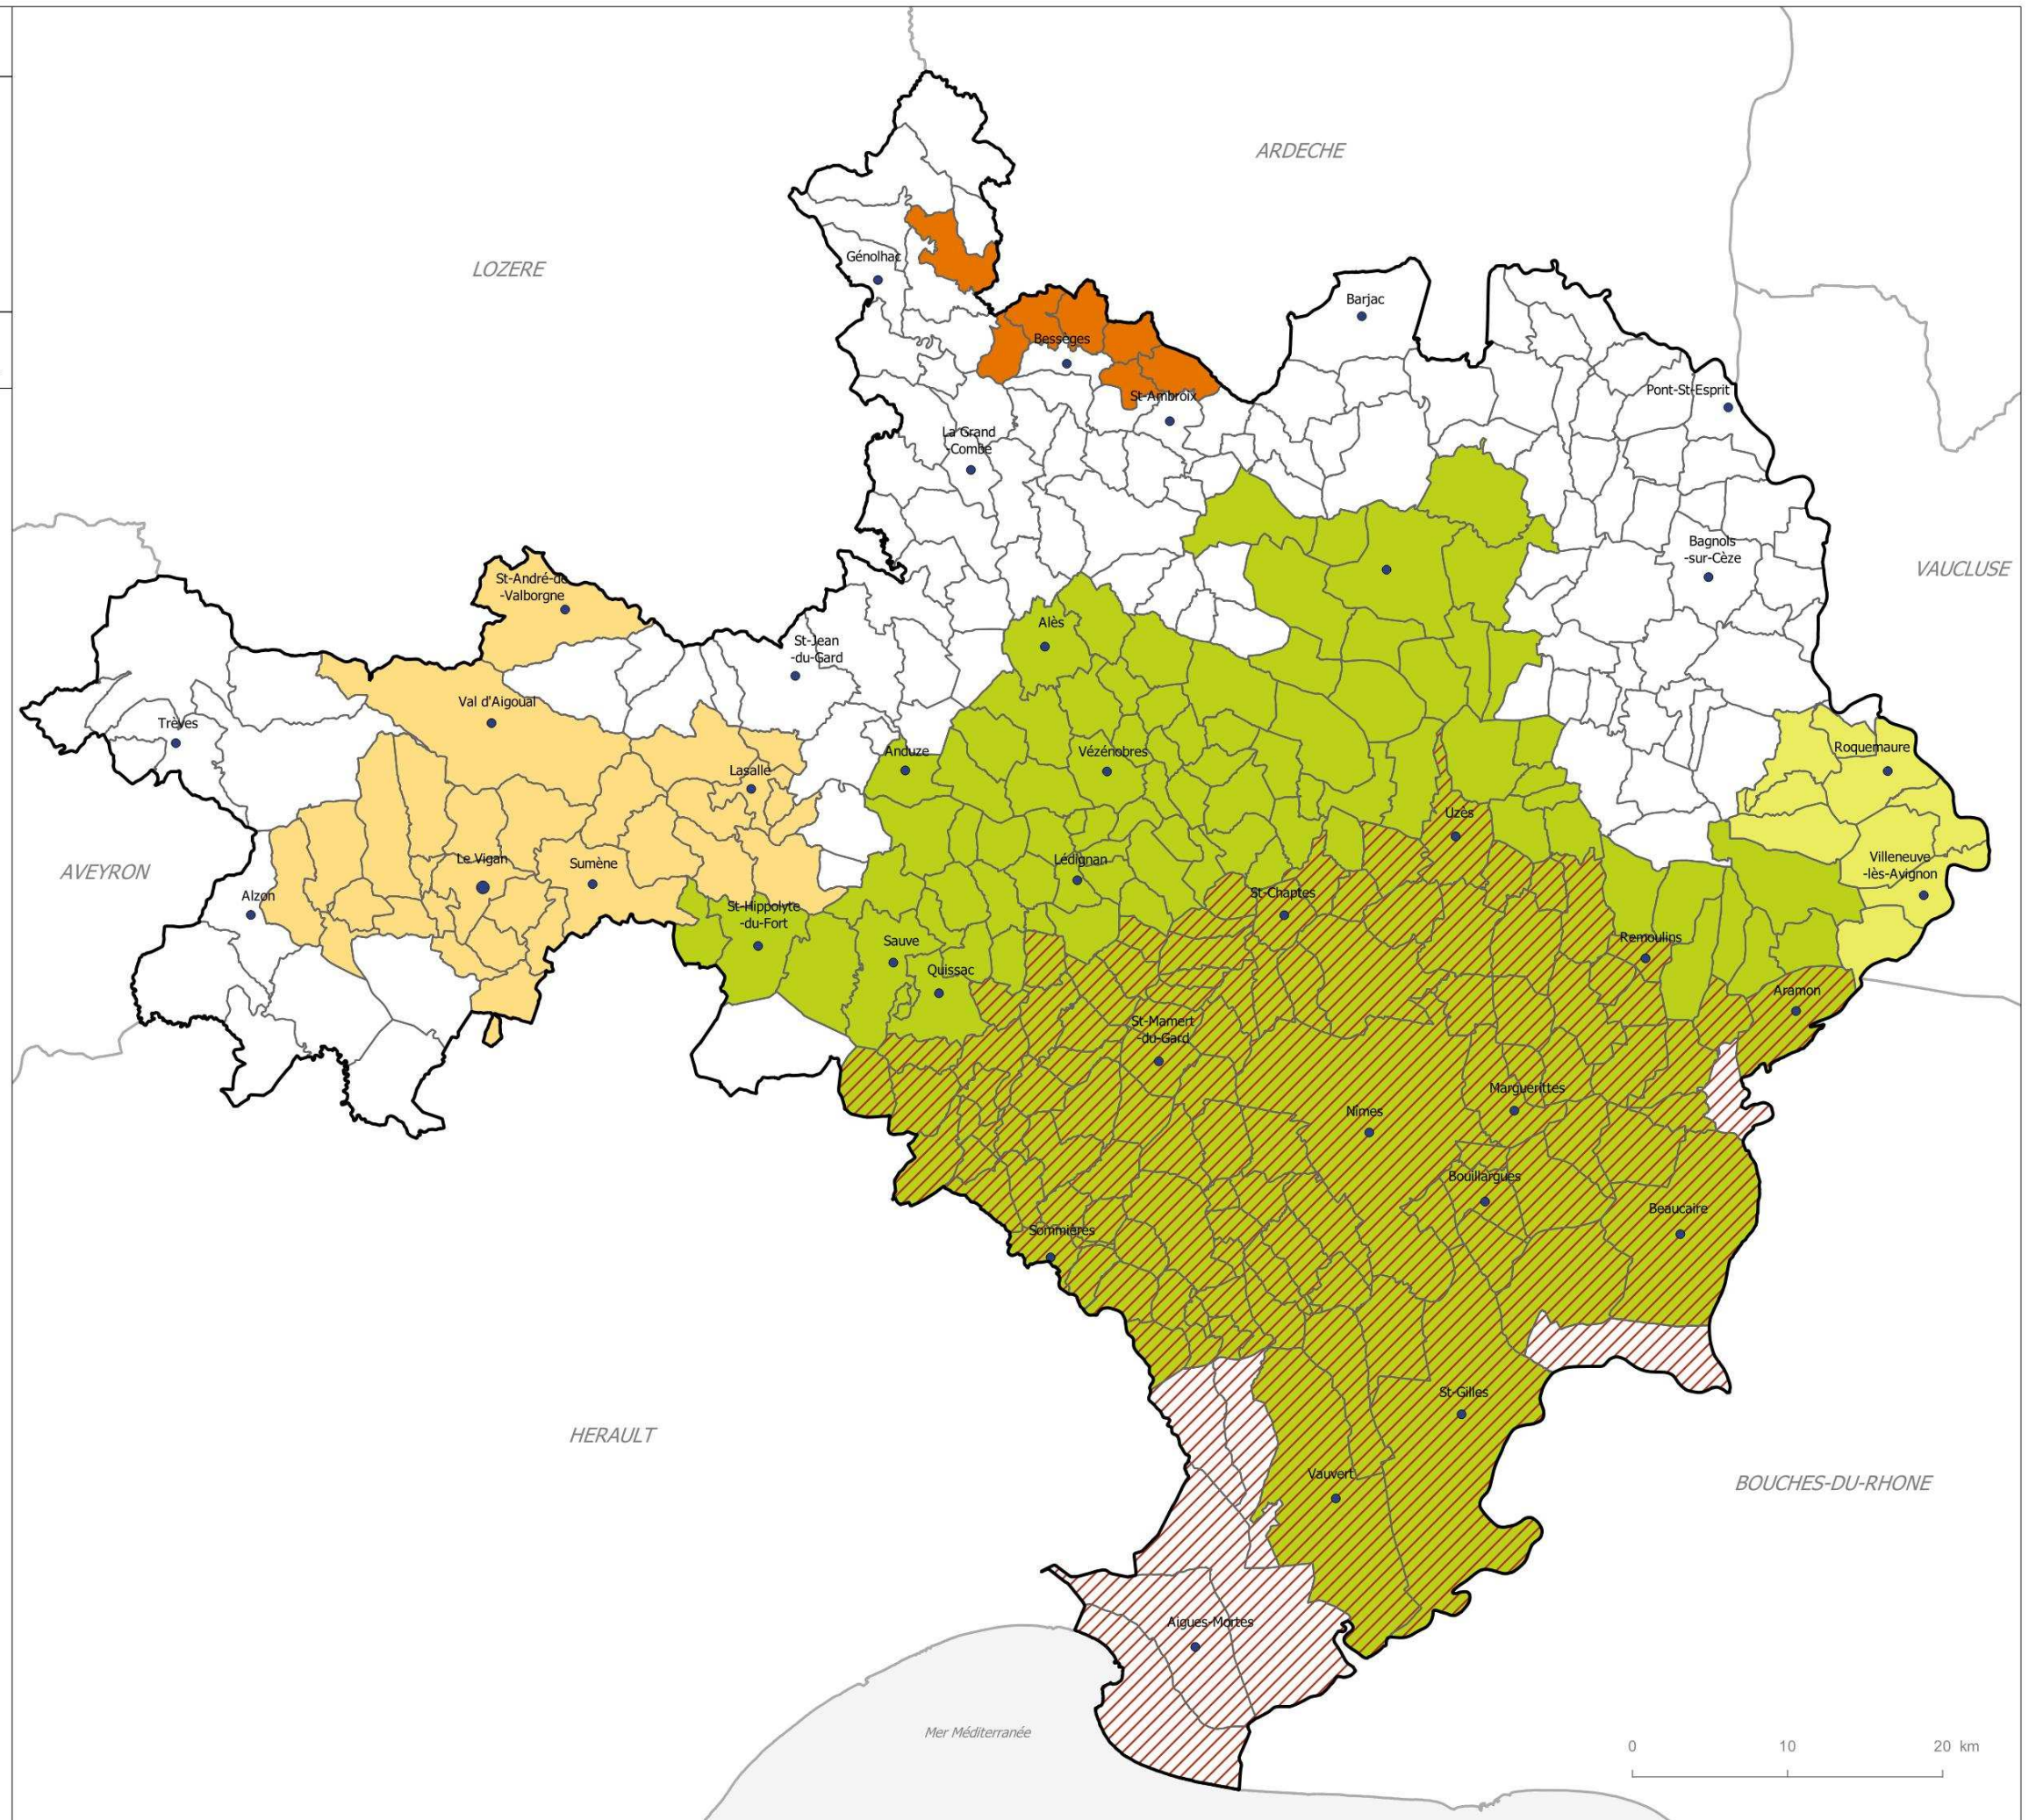 ARDECHE
LOZERE
Génolhac
Barjac
Bessèges
Pont-St-Esprit
St-Ambroix
La Grand
-Combe
Bagnols
-sur-Cèze
VAUCLUSE
St-André-de
-Valborgne
Alès
St-Jean
-du-Gard
Val d'Aigoual
Trèves
Roquemaure
Anduze
Vézénobres
Lasalle
Uzès
Le Vigan
Sumène
Lédignan
Villeneuve
-lès-Avignon
AVEYRON
St-Chaptes
Alzon
St-Hippolyte
-du-Fort
Sauve
Remoulins
Quissac
Aramon
St-Mamert
-du-Gard
Marguerittes
Nîmes
Bouillargues
Beaucaire
Sommières
St-Gilles
HERAULT
Vauvert
BOUCHES-DU-RHONE
Aigues-Mortes
Mer Méditerranée
0 10 20 km